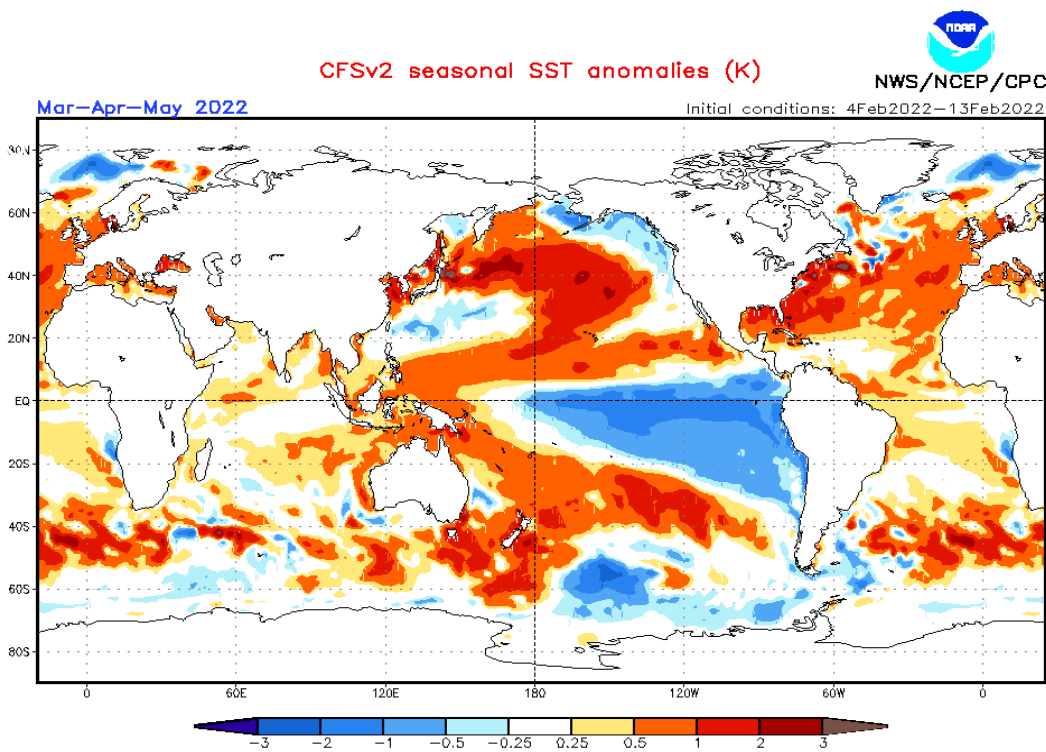 NOAA
CFSv2 seasonal SST anomalies (K)
NWS/NCEP/CPC
Mar-Apr-May 2022
Initial conditions: 4Feb2022-13Feb2022
80N
60N
40N
20N
EQ
20S
40S
60S
80S
0 60E 120E 180 120W 60W 0
-3 -2 -1 -0.5 -0.25 0.25 0.5 1 2 3